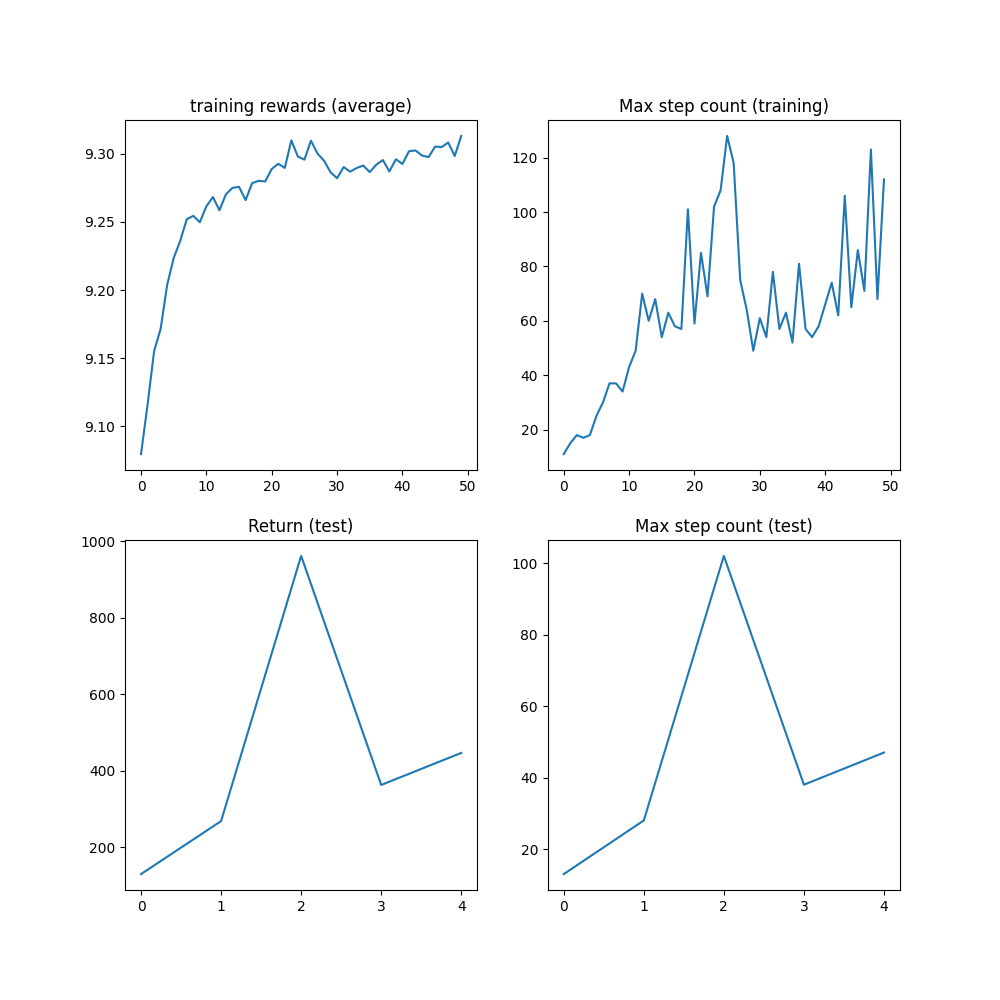 training rewards (average)
9.30
9.25
9.20
9.15
9.10
0 10 20 30 40 50
Max step count (training)
120
100
80
60
40
20
0 10 20 30 40 50
Return (test)
1000
800
600
400
200
0 1 2 3 4
Max step count (test)
100
80
60
40
20
0 1 2 3 4